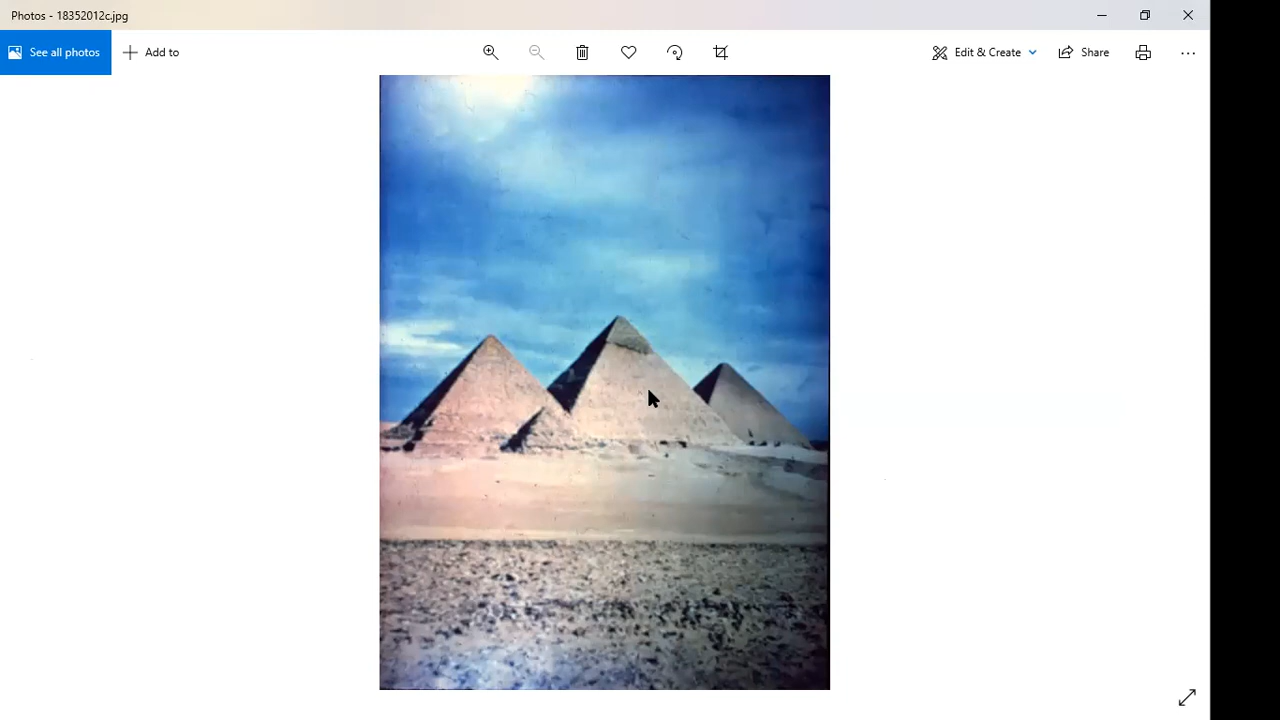 Photos - 18352012c.jpg
See all photos
Add to
Edit & Create
Share